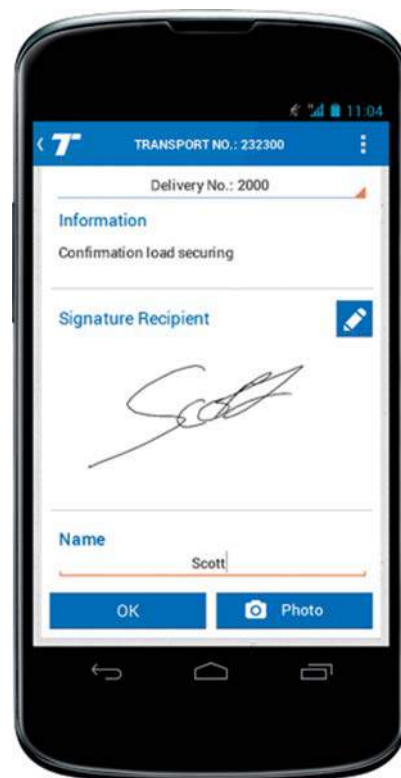 11:04
TRANSPORT NO.: 232300
Delivery No.: 2000
Information
Confirmation load securing
Signature Recipient
Scott
Name
Scott
OK
Photo